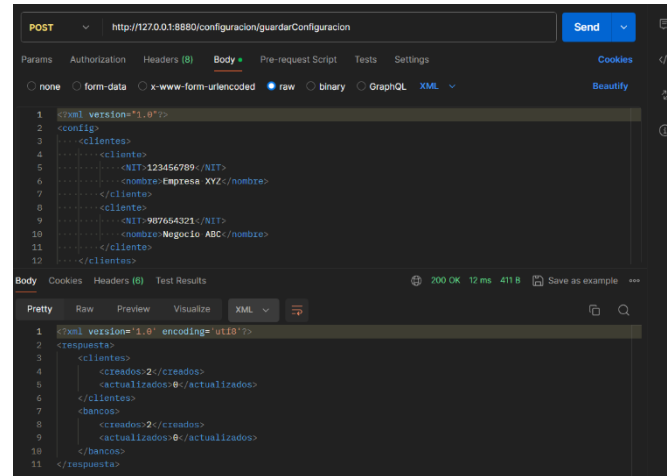 POST http://127.0.0.1:8880/configuracion/guardarConfiguracion Send
Params Authorization Headers (8) Body Pre-request Script Tests Settings Cookies
none form-data x-www-form-urlencoded raw binary GraphQL XML Beautify
1 <?xml version="1.0"?>
2 <config>
3 <clientes>
4 <cliente>
5 <NIT>123456789</NIT>
6 <nombre>Empresa XYZ</nombre>
7 </cliente>
8 <cliente>
9 <NIT>987654321</NIT>
10 <nombre>Negocio ABC</nombre>
11 </cliente>
12 </clientes>
Body Cookies Headers (6) Test Results 200 OK 12 ms 411 B Save as example
Pretty Raw Preview Visualize XML
1 <?xml version='1.0' encoding='utf8'?>
2 <respuesta>
3 <clientes>
4 <creados>2</creados>
5 <actualizados>0</actualizados>
6 </clientes>
7 <bancos>
8 <creados>2</creados>
9 <actualizados>0</actualizados>
10 </bancos>
11 </respuesta>